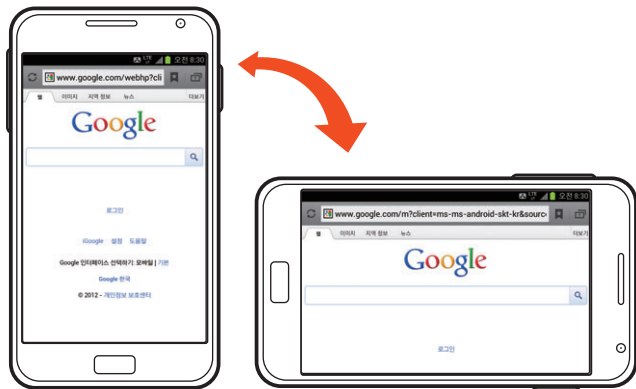 LTE 오전 8:30
www.google.com/webhp?cli
웹 이미지 지역 정보 뉴스 더보기
Google
로그인
iGoogle 설정 도움말
Google 인터페이스 선택하기: 모바일 | 기본
Google 한국
© 2012 - 개인정보 보호센터
LTE 오전 8:30
www.google.com/m?client=ms-ms-android-skt-kr&source
웹 이미지 지역 정보 뉴스 더보기
Google
로그인